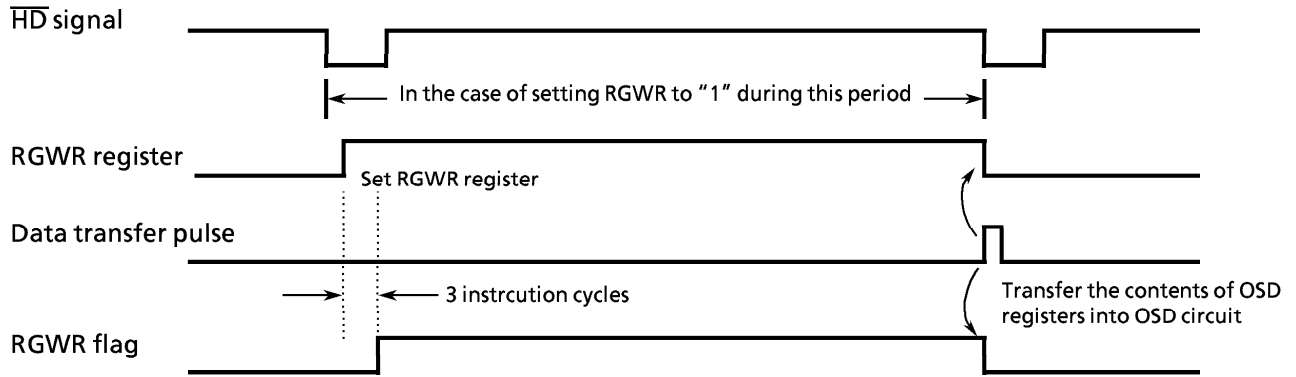 H̅D̅ signal
In the case of setting RGWR to “1” during this period
RGWR register
Set RGWR register
Data transfer pulse
3 instrcution cycles
Transfer the contents of OSD
registers into OSD circuit
RGWR flag